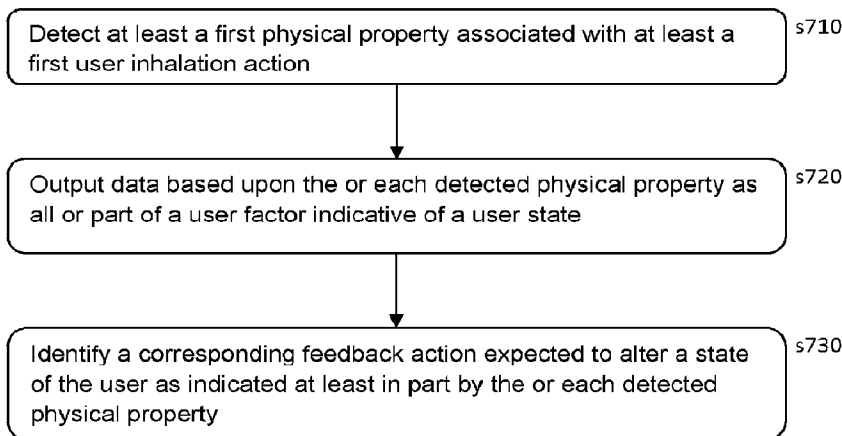 Detect at least a first physical property associated with at least a
first user inhalation action
s710
Output data based upon the or each detected physical property as
all or part of a user factor indicative of a user state
s720
Identify a corresponding feedback action expected to alter a state
of the user as indicated at least in part by the or each detected
physical property
s730